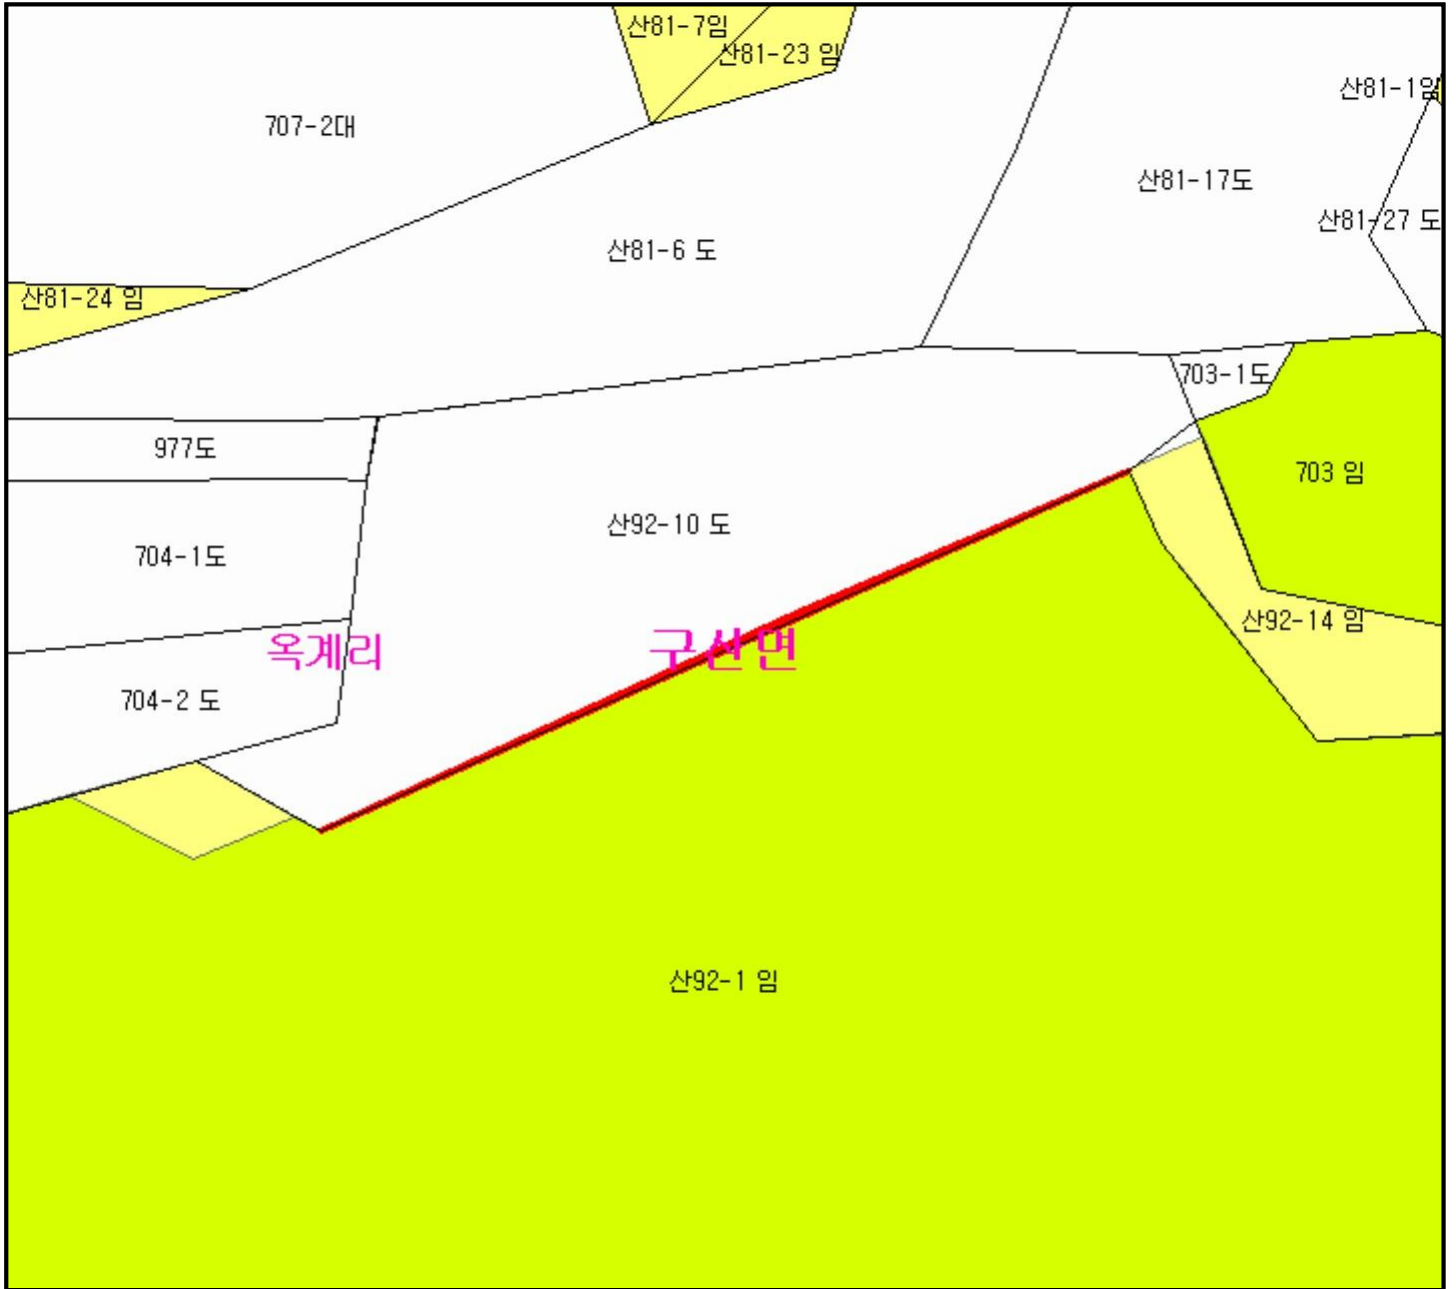 산81-7임
산81-23 임
산81-1임
707-2대
산81-17도
산81-27 도
산81-6 도
산81-24 임
703-1도
977도
703 임
산92-10 도
704-1도
산92-14 임
옥계리
구산면
704-2 도
산92-1 임